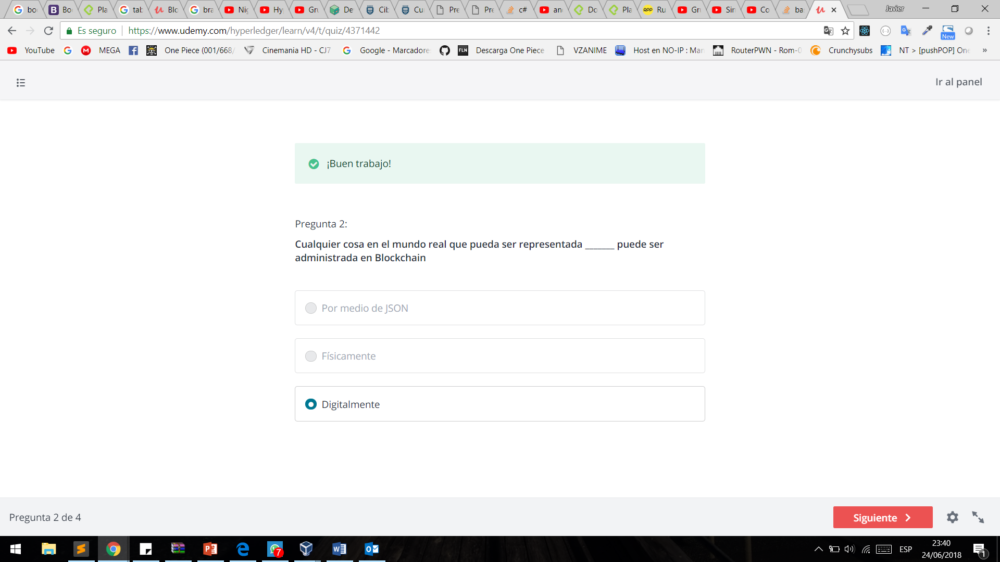 bo
Bo
Pla
tab
Blo
bra
Nig
Hy
Gru
De
Cib
Cu
Pre
Pre
c#
an
Do
Pla
Ru
Gru
Sin
Co
ba
Javier
Es seguro
https://www.udemy.com/hyperledger/learn/v4/t/quiz/4371442
New
YouTube
MEGA
One Piece (001/668/
Cinemania HD - CJ7
Google - Marcadore
FLN
Descarga One Piece
VZANIME
Host en NO-IP : Man
RouterPWN - Rom-0
Crunchysubs
NT > [pushPOP] One
»
Ir al panel
¡Buen trabajo!
Pregunta 2:
Cualquier cosa en el mundo real que pueda ser representada _______ puede ser
administrada en Blockchain
Por medio de JSON
Físicamente
Digitalmente
Pregunta 2 de 4
Siguiente
7
ESP
23:40
24/06/2018
1